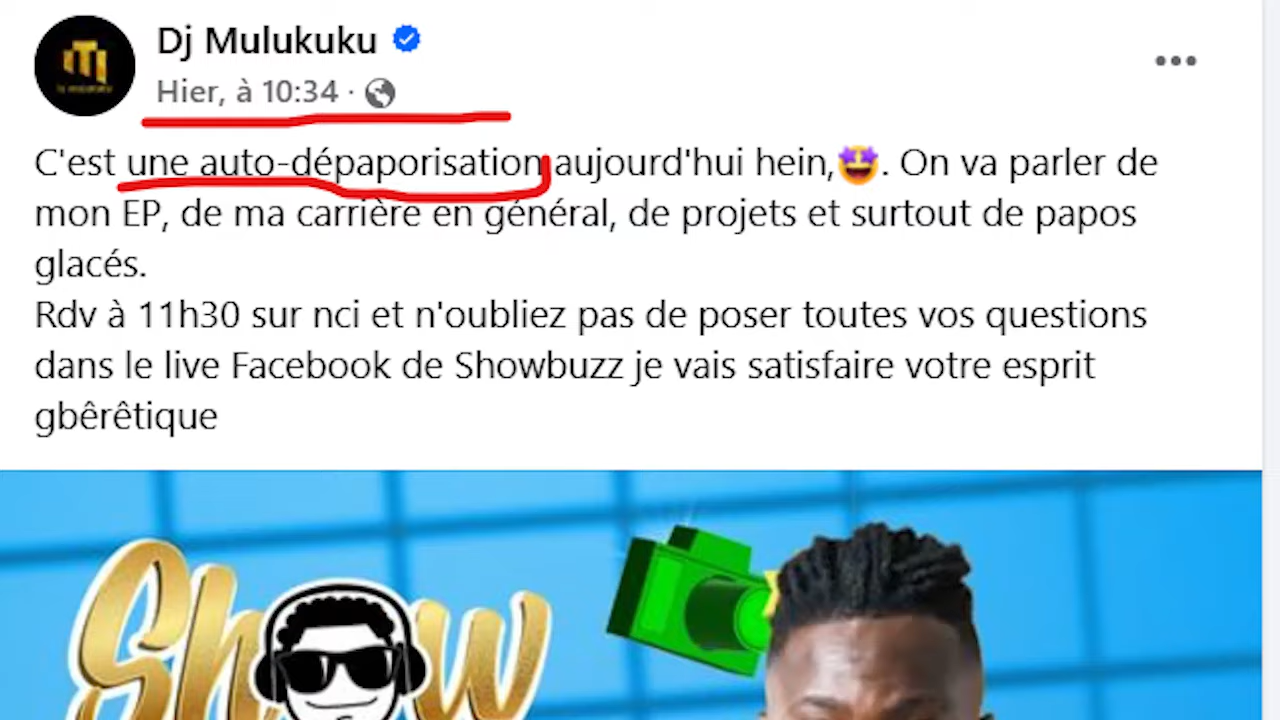 Dj Mulukuku
Hier, à 10:34 ·
C'est une auto-dépaporisation aujourd'hui hein,🤩. On va parler de
mon EP, de ma carrière en général, de projets et surtout de papos
glacés.
Rdv à 11h30 sur nci et n'oubliez pas de poser toutes vos questions
dans le live Facebook de Showbuzz je vais satisfaire votre esprit
gbêrêtique
Show